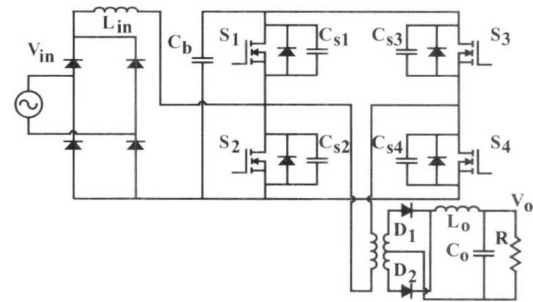 L_in
V_in
C_b
S_1
C_s1
C_s3
S_3
S_2
C_s2
C_s4
S_4
V_o
D_1
L_o
R
C_o
D_2